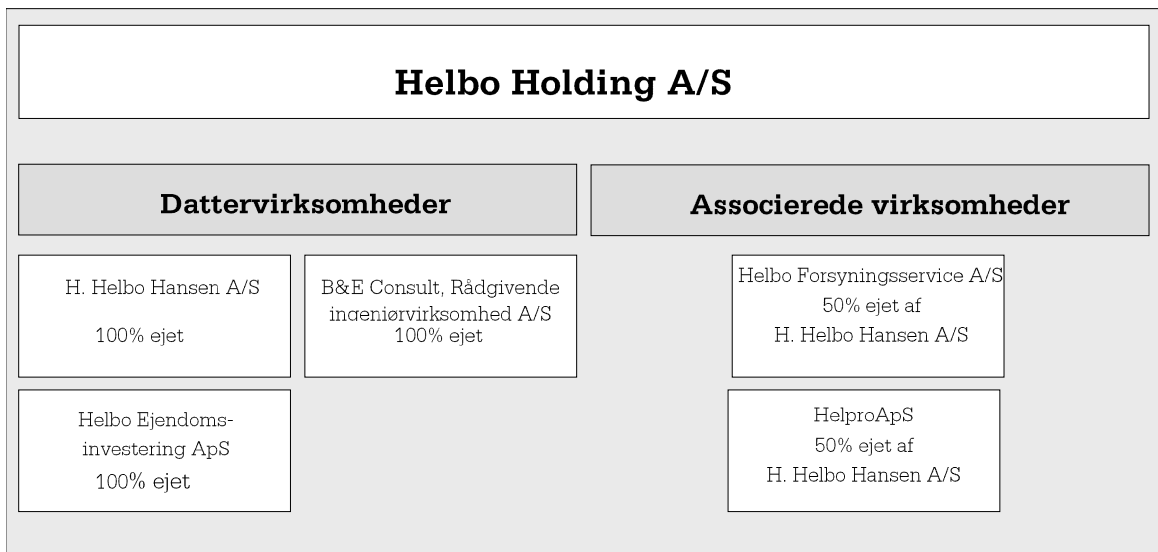 Helbo Holding A/S
Dattervirksomheder
Associerede virksomheder
H. Helbo Hansen A/S
100% ejet
B&E Consult, Rådgivende
ingeniørvirksomhed A/S
100% ejet
Helbo Forsyningsservice A/S
50% ejet af
H. Helbo Hansen A/S
Helbo Ejendoms-
investering ApS
100% ejet
HelproApS
50% ejet af
H. Helbo Hansen A/S